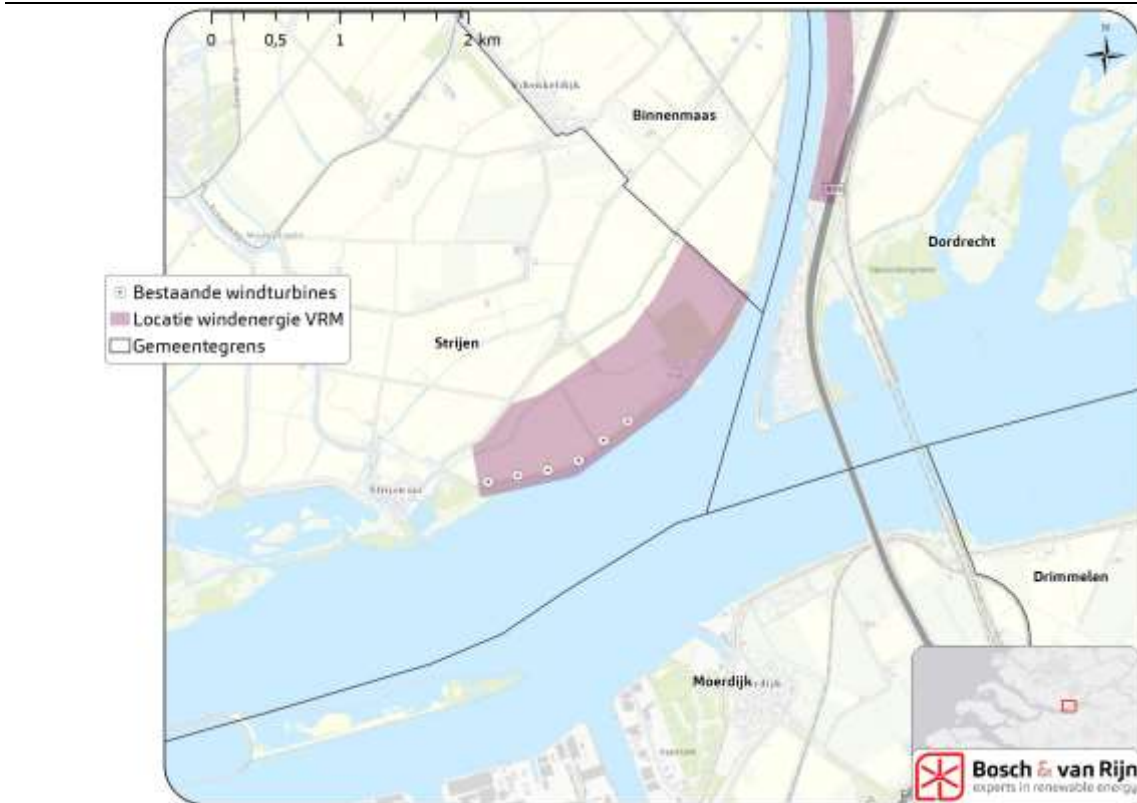 0 0,5 1 2 km
N
Binnenmaas
Dordrecht
Bestaande windturbines
Locatie windenergie VRM
Gemeentegrens
Strijen
Drimmelen
Moerdijk
Bosch & van Rijn
experts in renewable energy